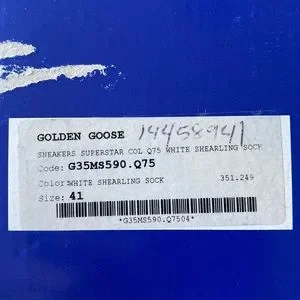 GOLDEN GOOSE 14458941
SNEAKERS SUPERSTAR COL Q75 WHITE SHEARLING SOCK
Code: G35MS590.Q75
Color: WHITE SHEARLING SOCK 351.249
Size: 41
*G35MS590.Q7504*